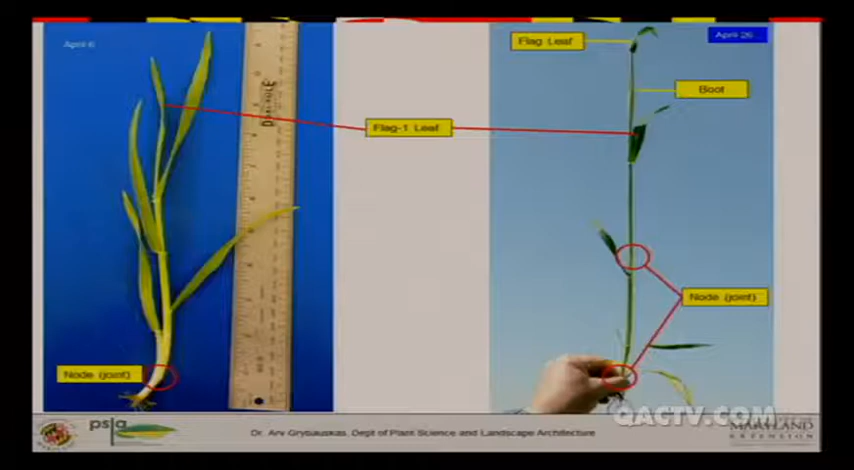 April 6
Flag Leaf
April 26
Boot
Flag-1 Leaf
Node (joint)
Node (joint)
psla
Dr. Arv Grybauskas, Dept of Plant Science and Landscape Architecture
QACTV.COM
MARYLAND
EXTENSION